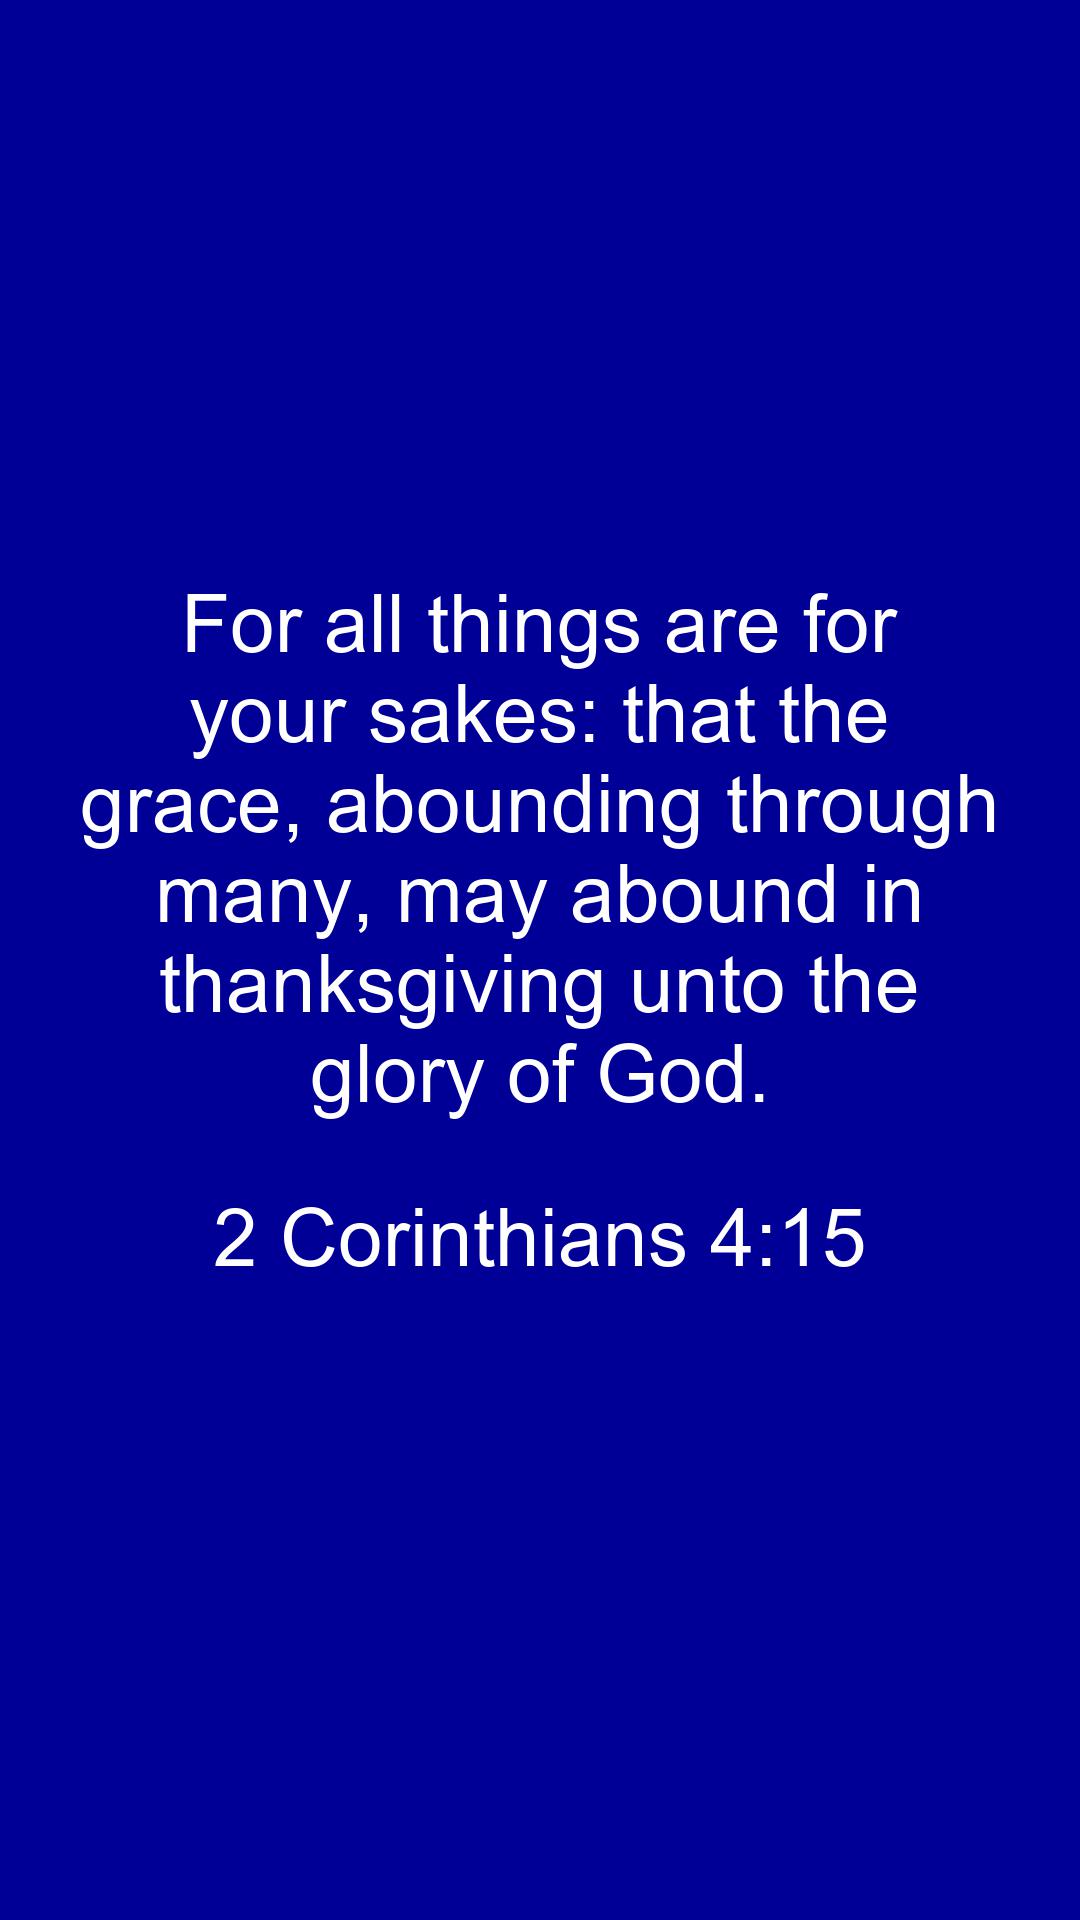 For all things are for
your sakes: that the
grace, abounding through
many, may abound in
thanksgiving unto the
glory of God.
2 Corinthians 4:15